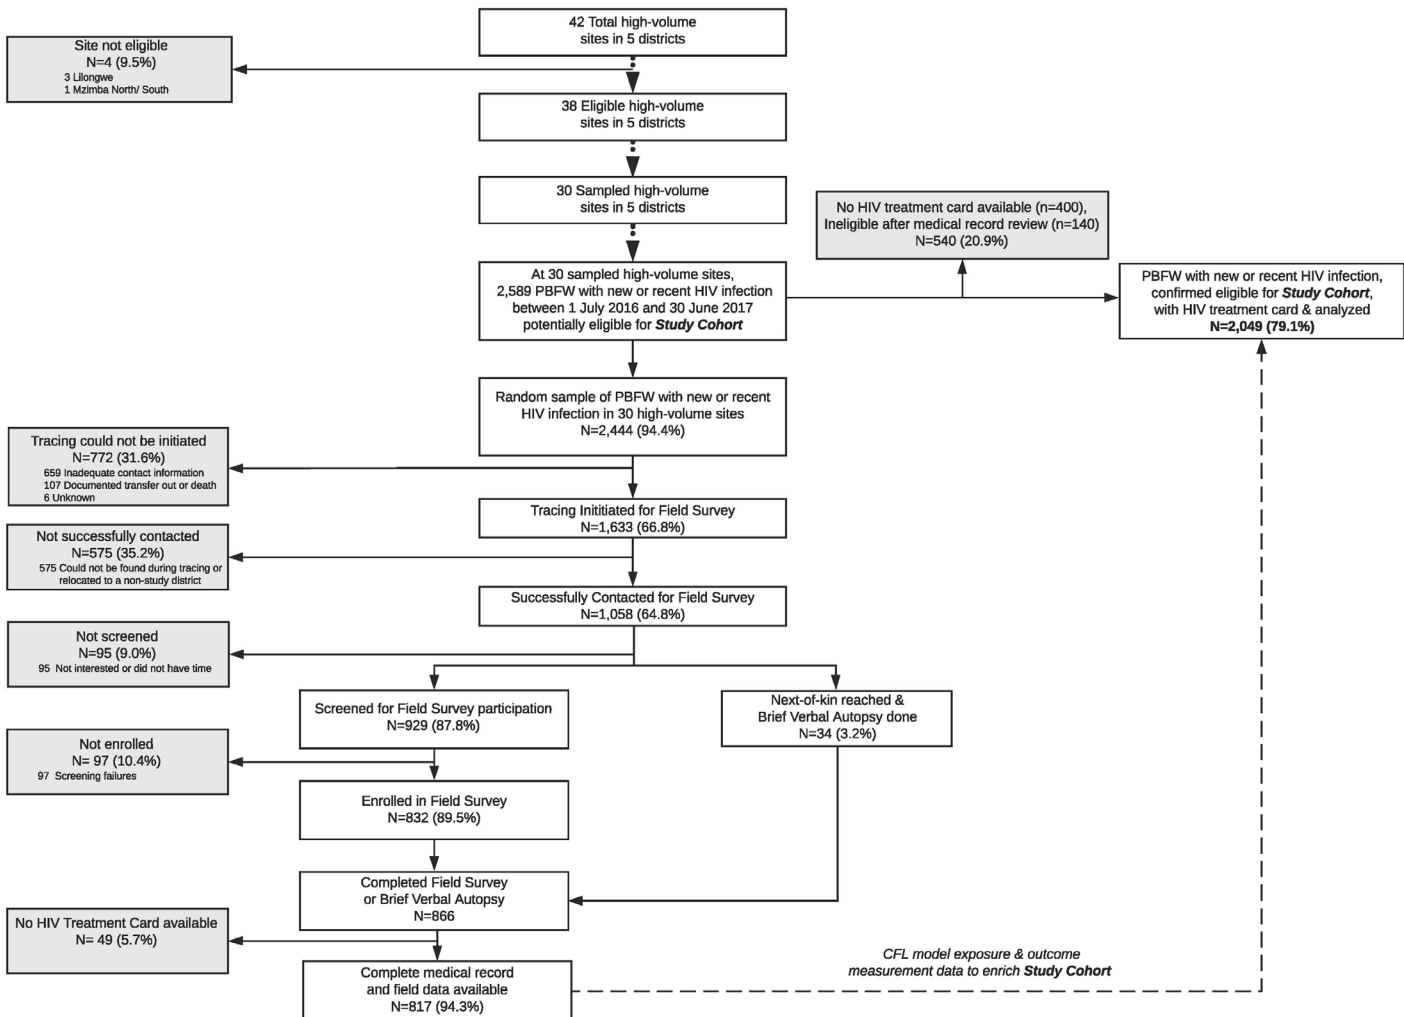 42 Total high-volume
sites in 5 districts
Site not eligible
N=4 (9.5%)
3 Lilongwe
1 Mzimba North/ South
38 Eligible high-volume
sites in 5 districts
30 Sampled high-volume
sites in 5 districts
No HIV treatment card available (n=400),
Ineligible after medical record review (n=140)
N=540 (20.9%)
At 30 sampled high-volume sites,
2,589 PBFW with new or recent HIV infection
between 1 July 2016 and 30 June 2017
potentially eligible for Study Cohort
PBFW with new or recent HIV infection,
confirmed eligible for Study Cohort,
with HIV treatment card & analyzed
N=2,049 (79.1%)
Random sample of PBFW with new or recent
HIV infection in 30 high-volume sites
N=2,444 (94.4%)
Tracing could not be initiated
N=772 (31.6%)
659 Inadequate contact information
107 Documented transfer out or death
6 Unknown
Tracing Inititiated for Field Survey
N=1,633 (66.8%)
Not successfully contacted
N=575 (35.2%)
575 Could not be found during tracing or
relocated to a non-study district
Successfully Contacted for Field Survey
N=1,058 (64.8%)
Not screened
N=95 (9.0%)
95 Not interested or did not have time
Screened for Field Survey participation
N=929 (87.8%)
Next-of-kin reached &
Brief Verbal Autopsy done
N=34 (3.2%)
Not enrolled
N= 97 (10.4%)
97 Screening failures
Enrolled in Field Survey
N=832 (89.5%)
Completed Field Survey
or Brief Verbal Autopsy
N=866
No HIV Treatment Card available
N= 49 (5.7%)
Complete medical record
and field data available
N=817 (94.3%)
CFL model exposure & outcome
measurement data to enrich Study Cohort